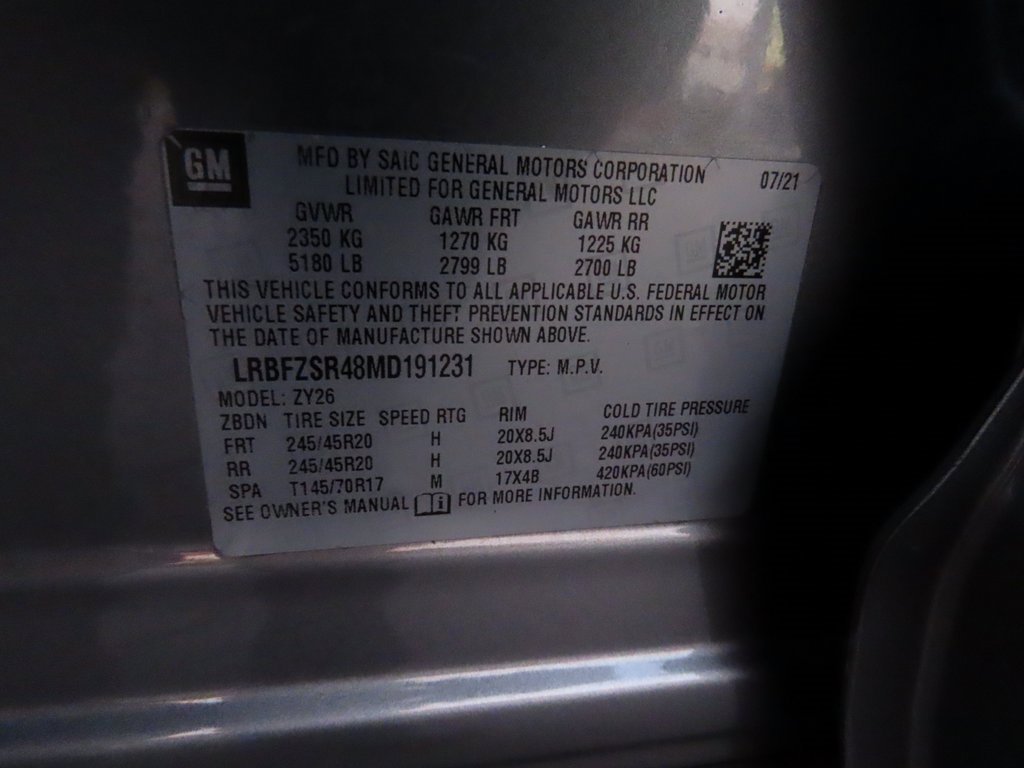 GM
MFD BY SAIC GENERAL MOTORS CORPORATION
LIMITED FOR GENERAL MOTORS LLC
07/21
GVWR GAWR FRT GAWR RR
2350 KG 1270 KG 1225 KG
5180 LB 2799 LB 2700 LB
THIS VEHICLE CONFORMS TO ALL APPLICABLE U.S. FEDERAL MOTOR
VEHICLE SAFETY AND THEFT PREVENTION STANDARDS IN EFFECT ON
THE DATE OF MANUFACTURE SHOWN ABOVE.
LRBFZSR48MD191231 TYPE: M.P.V.
MODEL: ZY26
ZBDN TIRE SIZE SPEED RTG RIM COLD TIRE PRESSURE
FRT 245/45R20 H 20X8.5J 240KPA(35PSI)
RR 245/45R20 H 20X8.5J 240KPA(35PSI)
SPA T145/70R17 M 17X4B 420KPA(60PSI)
SEE OWNER'S MANUAL i FOR MORE INFORMATION.